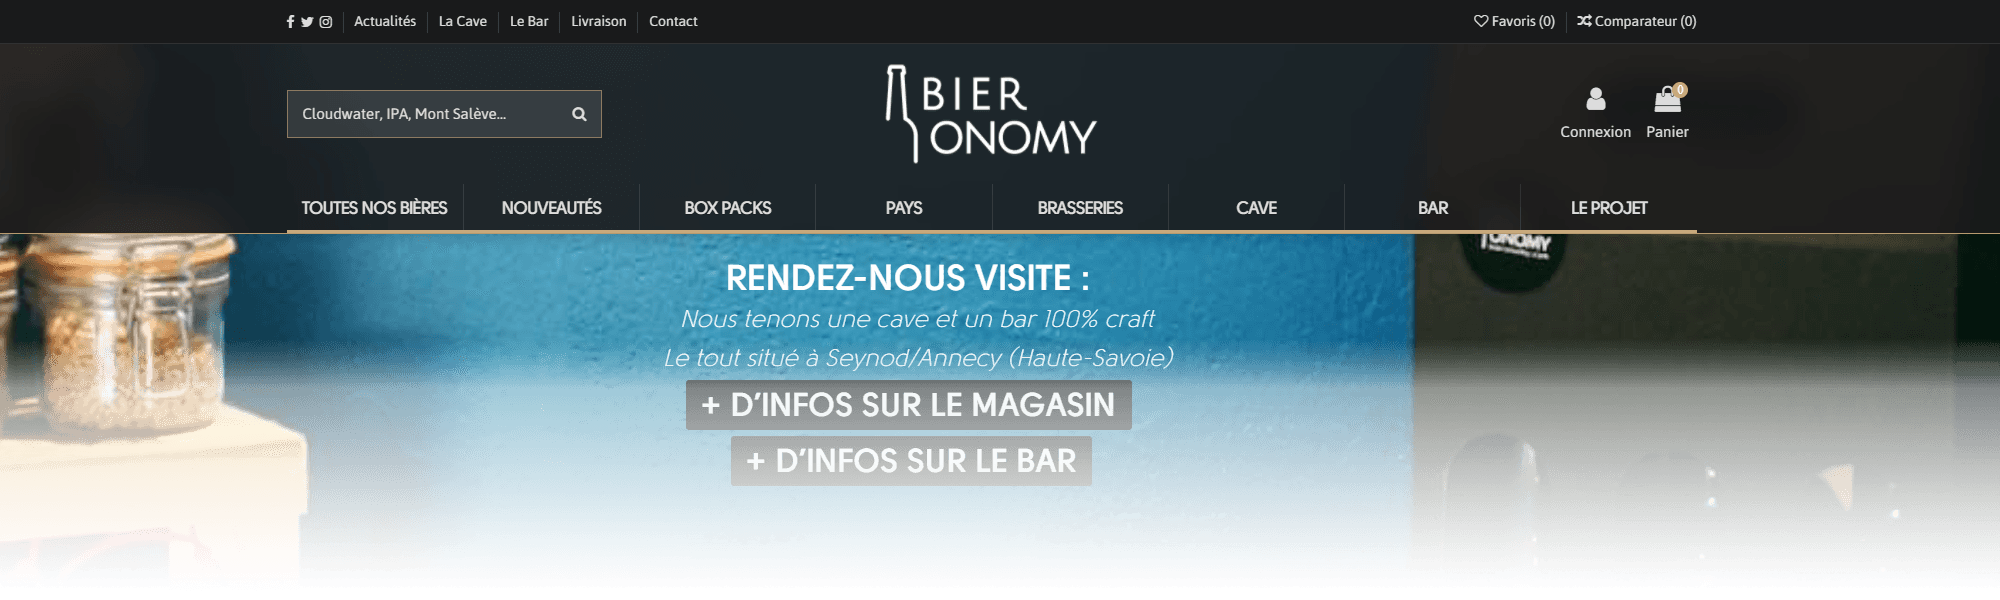 Actualités
La Cave
Le Bar
Livraison
Contact
Favoris (0)
Comparateur (0)
Cloudwater, IPA, Mont Salève...
BIER
ONOMY
0
Connexion
Panier
TOUTES NOS BIÈRES
NOUVEAUTÉS
BOX PACKS
PAYS
BRASSERIES
CAVE
BAR
LE PROJET
ONOMY
RENDEZ-NOUS VISITE :
Nous tenons une cave et un bar 100% craft
Le tout situé à Seynod/Annecy (Haute-Savoie)
+ D'INFOS SUR LE MAGASIN
+ D'INFOS SUR LE BAR